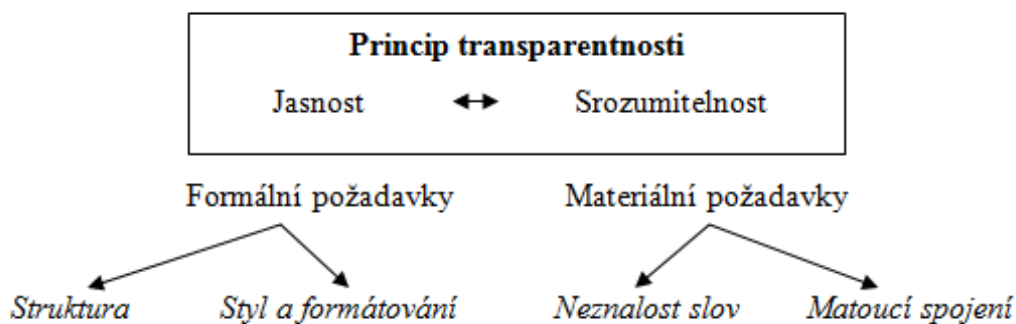 Princip transparentnosti
Jasnost Srozumitelnost
Formální požadavky Materiální požadavky
Struktura Styl a formátování Neznalost slov Matoucí spojení